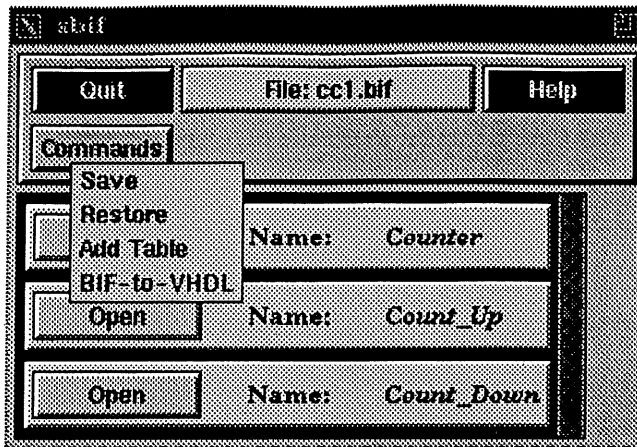 xbif
Quit File: cc1.bif Help
Commands
Save
Restore
Add Table
BIF-to-VHDL
Name: Counter
Open Name: Count_Up
Open Name: Count_Down